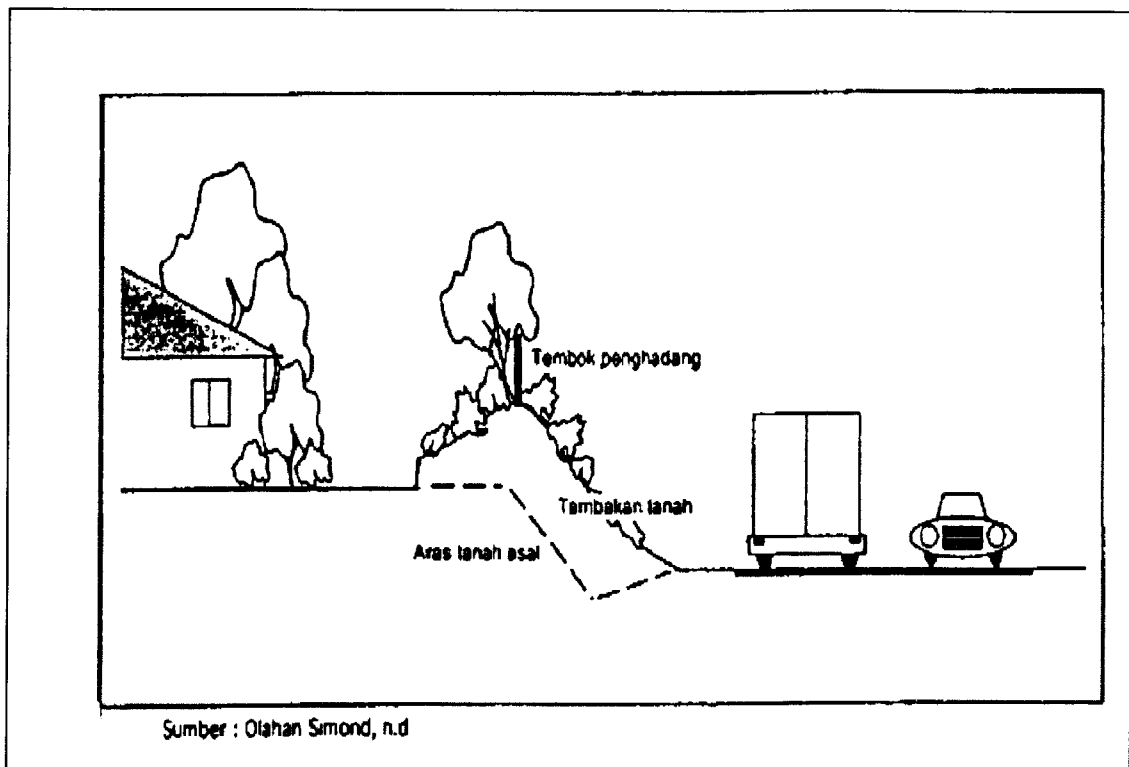 Tembok penghadang
Tambakan tanah
Aras tanah asal
Sumber : Olahan Simond, n.d